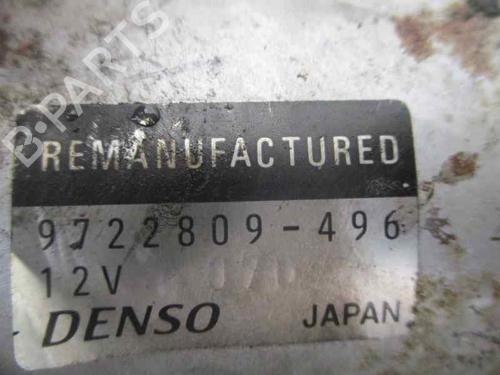 B-PARTS
REMANUFACTURED
9722809-496
12V
DENSO JAPAN